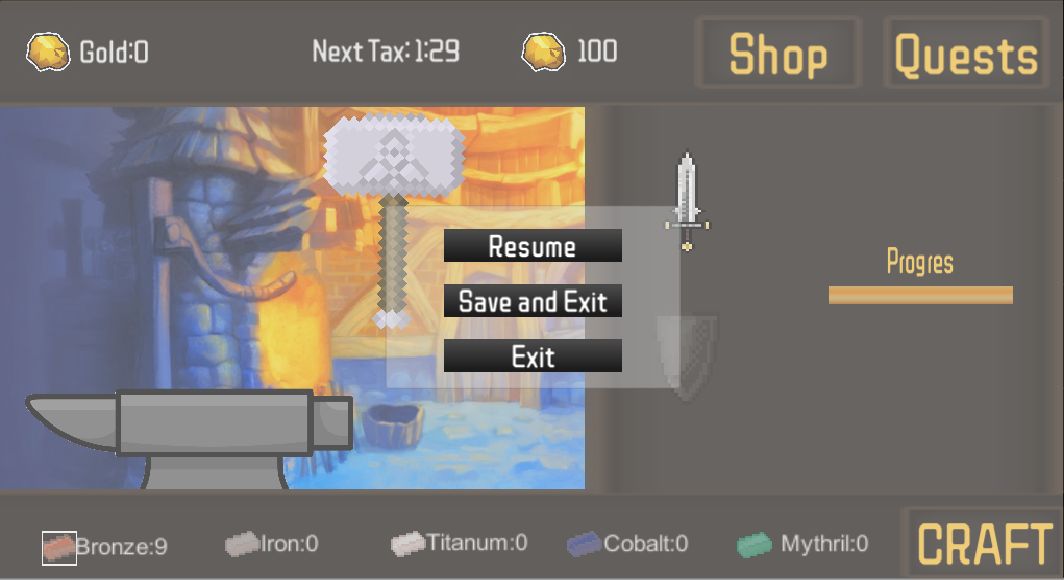 Gold:0
Next Tax: 1:29
100
Shop
Quests
Resume
Save and Exit
Exit
Progres
Bronze:9
Iron:0
Titanum:0
Cobalt:0
Mythril:0
CRAFT